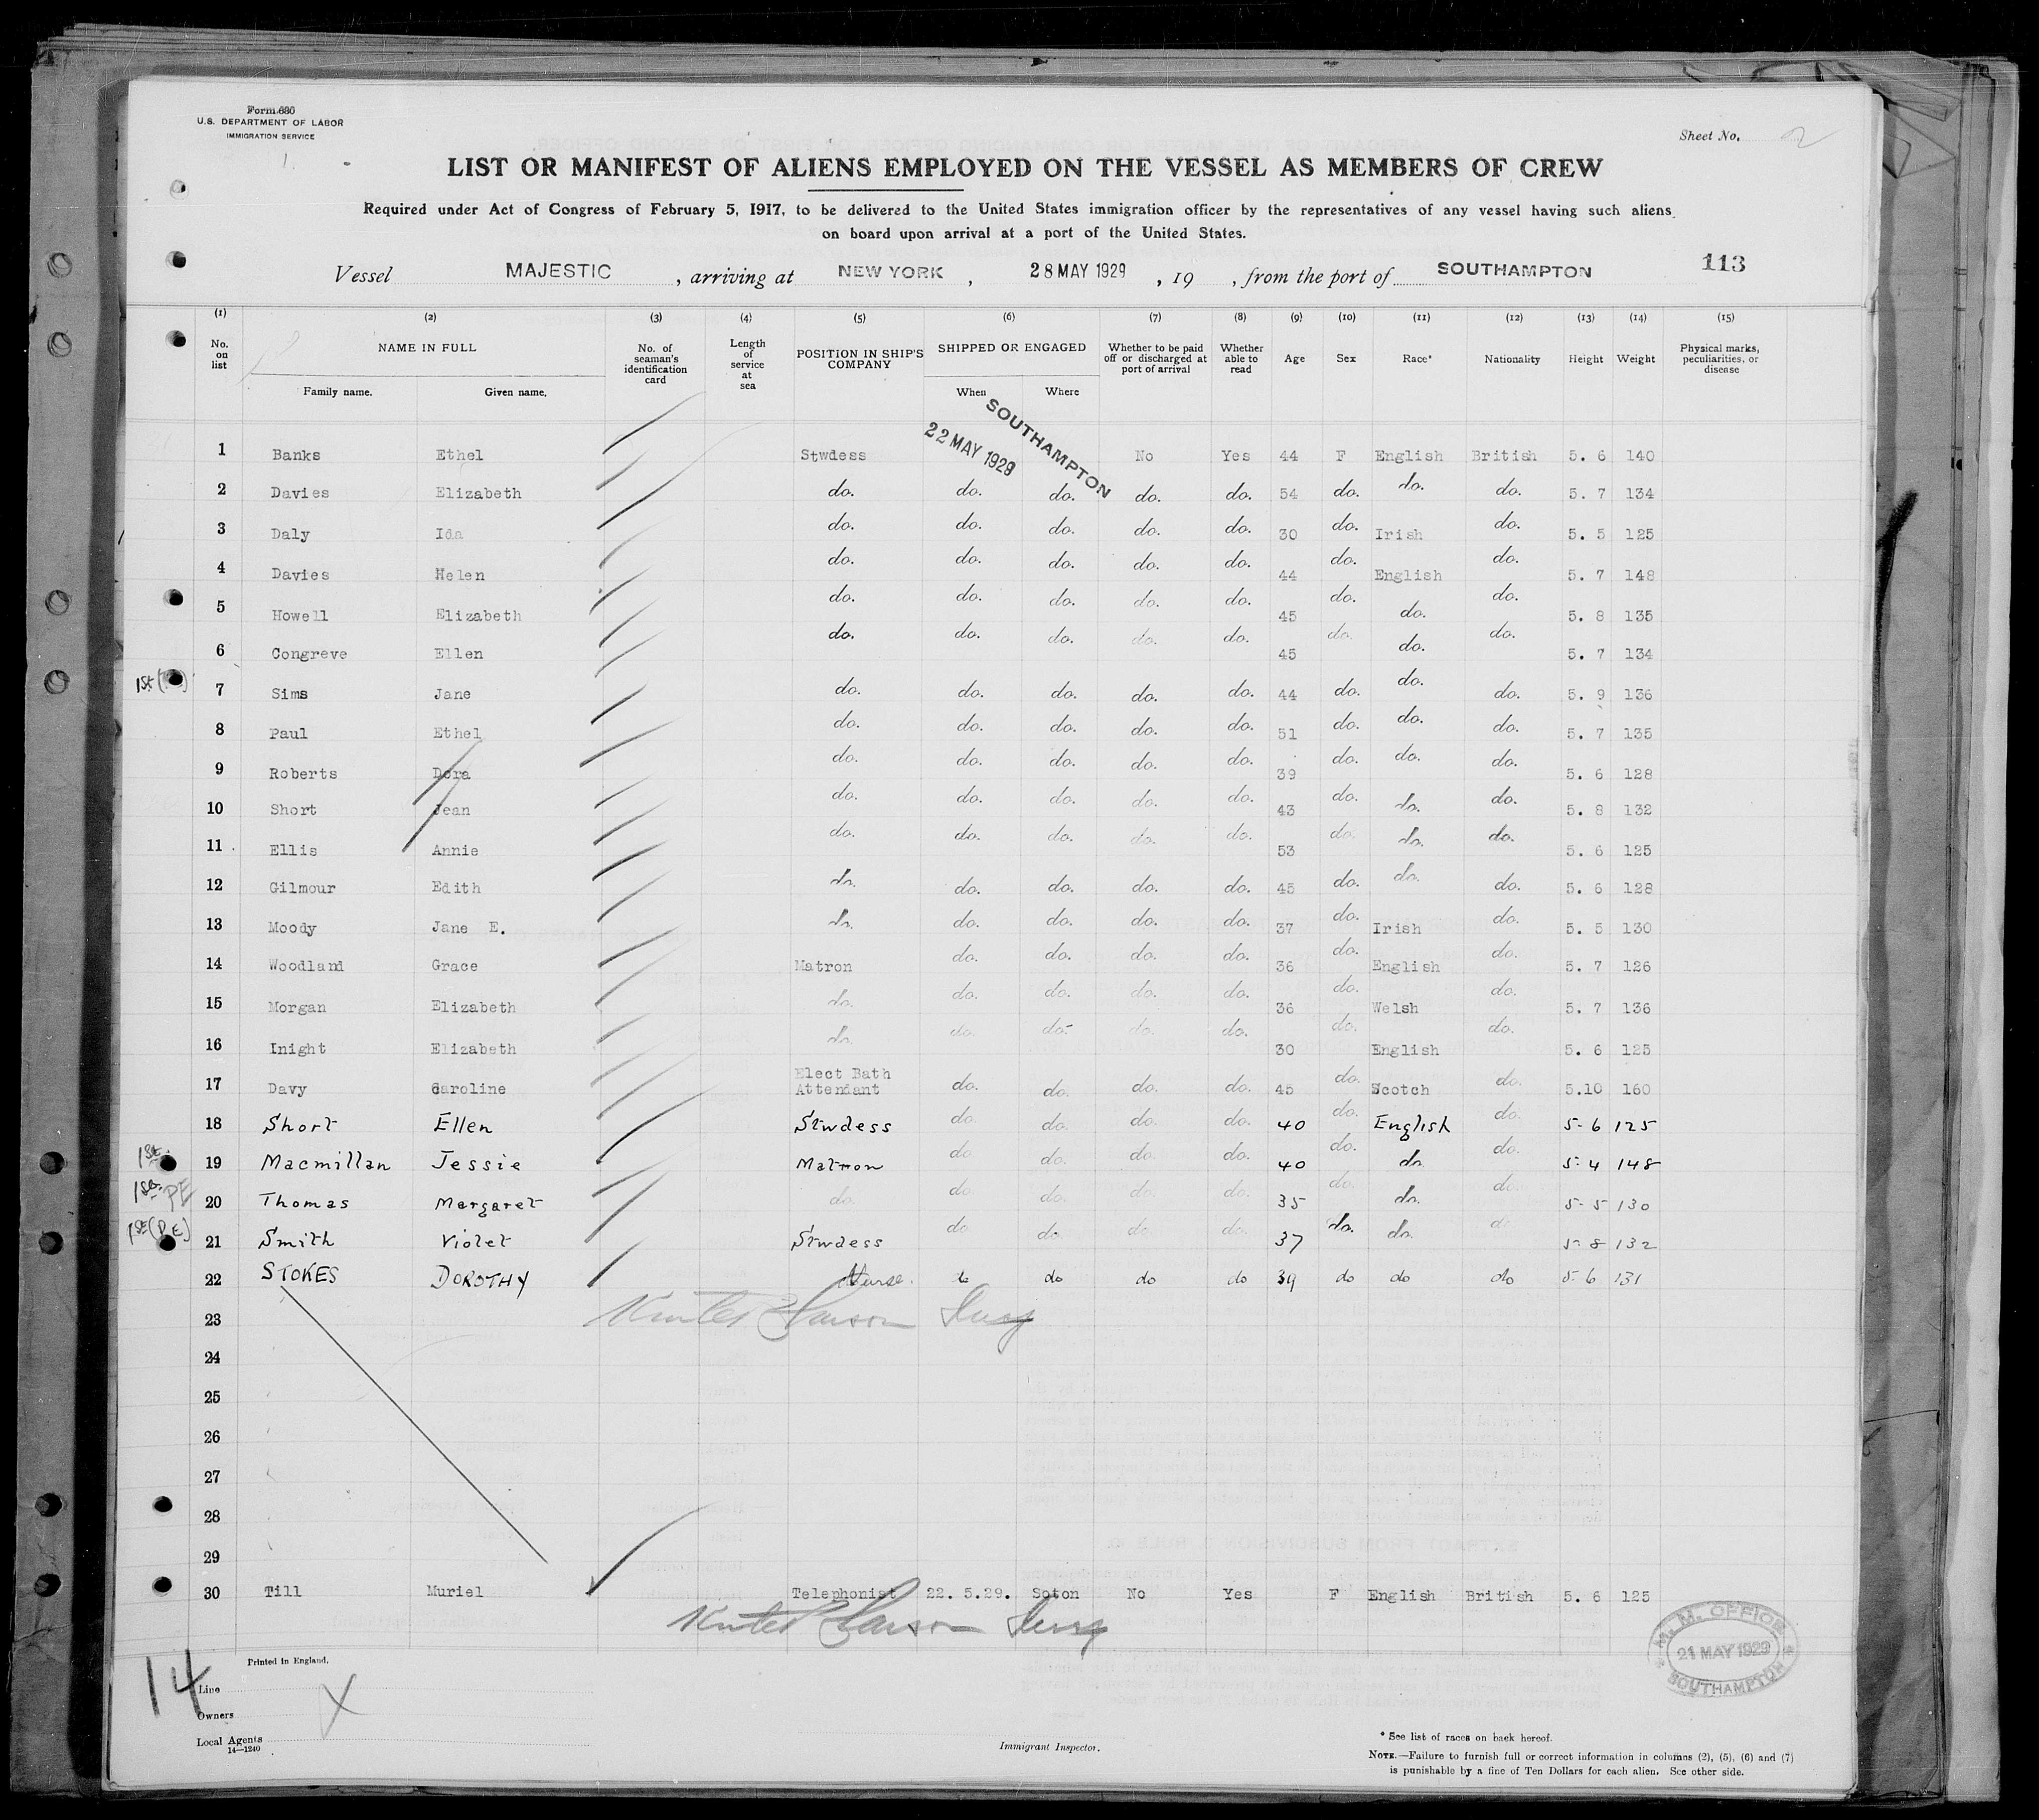 Form 680
U.S. DEPARTMENT OF LABOR
IMMIGRATION SERVICE
Sheet No. 2
LIST OR MANIFEST OF ALIENS EMPLOYED ON THE VESSEL AS MEMBERS OF CREW
Required under Act of Congress of February 5, 1917, to be delivered to the United States immigration officer by the representatives of any vessel having such aliens
on board upon arrival at a port of the United States.
Vessel MAJESTIC, arriving at NEW YORK, 28 MAY 1929, 19 , from the port of SOUTHAMPTON 113
(1) (2) (3) (4) (5) (6) (7) (8) (9) (10) (11) (12) (13) (14) (15)
No. on list NAME IN FULL Family name. Given name. No. of seaman's identification card Length of service at sea POSITION IN SHIP'S COMPANY SHIPPED OR ENGAGED When Where Whether to be paid off or discharged at port of arrival Whether able to read Age Sex Race* Nationality Height Weight Physical marks, peculiarities, or disease
22 MAY 1929 SOUTHAMPTON
1 Banks Ethel Stwdess No Yes 44 F English British 5. 6 140
2 Davies Elizabeth do. do. do. do. do. 54 do. do. do. 5. 7 134
3 Daly Ida do. do. do. do. do. 30 do. Irish do. 5. 5 125
4 Davies Helen do. do. do. do. do. 44 do. English do. 5. 7 148
5 Howell Elizabeth do. do. do. do. do. 45 do. do. do. 5. 8 135
6 Congreve Ellen do. do. do. do. do. 45 do. do. do. 5. 7 134
1st 7 Sims Jane do. do. do. do. do. 44 do. do. do. 5. 9 136
8 Paul Ethel do. do. do. do. do. 51 do. do. do. 5. 7 135
9 Roberts Dora do. do. do. do. do. 39 do. do. do. 5. 6 128
10 Short Jean do. do. do. do. do. 43 do. do. do. 5. 8 132
11 Ellis Annie do. do. do. do. do. 53 do. do. do. 5. 6 125
12 Gilmour Edith do. do. do. do. do. 45 do. do. do. 5. 6 128
13 Moody Jane E. do. do. do. do. do. 37 do. Irish do. 5. 5 130
14 Woodland Grace Matron do. do. do. do. 36 do. English do. 5. 7 126
15 Morgan Elizabeth do. do. do. do. do. 36 do. Welsh do. 5. 7 136
16 Inight Elizabeth do. do. do. do. do. 30 do. English do. 5. 6 125
17 Davy Caroline Elect Bath Attendant do. do. do. do. 45 do. Scotch do. 5.10 160
18 Short Ellen Stwdess do. do. do. do. 40 do. English do. 5-6 125
1st 19 Macmillan Jessie Matron do. do. do. do. 40 do. do. do. 5-4 148
1st PE 20 Thomas Margaret do. do. do. do. do. 35 do. do. do. 5-5 130
1st (P.E) 21 Smith Violet Stwdess do. do. do. do. 37 do. do. do. 5-8 132
22 STOKES DOROTHY Nurse. do do do do 39 do do do 5-6 131
23
24
25
26
27
28
29
30 Till Muriel Telephonist 22. 5.29. Soton No Yes F English British 5. 6 125
M. M. OFFICE
21 MAY 1929
SOUTHAMPTON
Printed in England.
14
Line
Owners X
Local Agents
14—1240
Immigrant Inspector.
* See list of races on back hereof.
NOTE.—Failure to furnish full or correct information in columns (2), (5), (6) and (7)
is punishable by a fine of Ten Dollars for each alien. See other side.